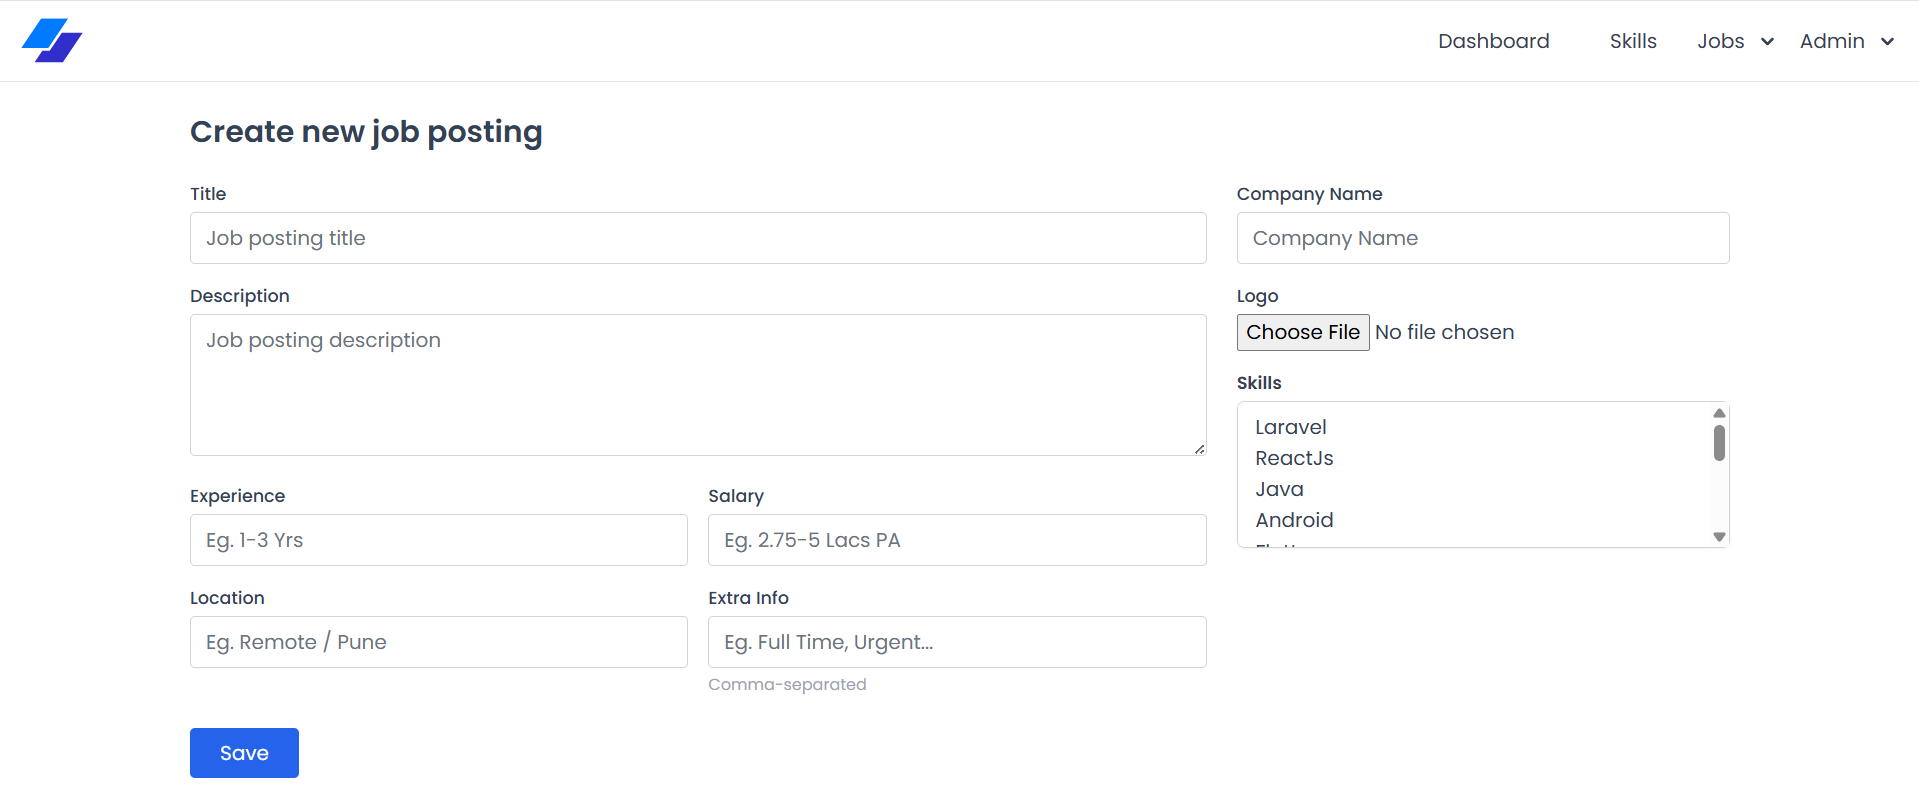 Dashboard
Skills
Jobs
Admin
Create new job posting
Title
Job posting title
Description
Job posting description
Experience
Eg. 1-3 Yrs
Salary
Eg. 2.75-5 Lacs PA
Location
Eg. Remote / Pune
Extra Info
Eg. Full Time, Urgent...
Comma-separated
Company Name
Company Name
Logo
Choose File No file chosen
Skills
Laravel
ReactJs
Java
Android
Save